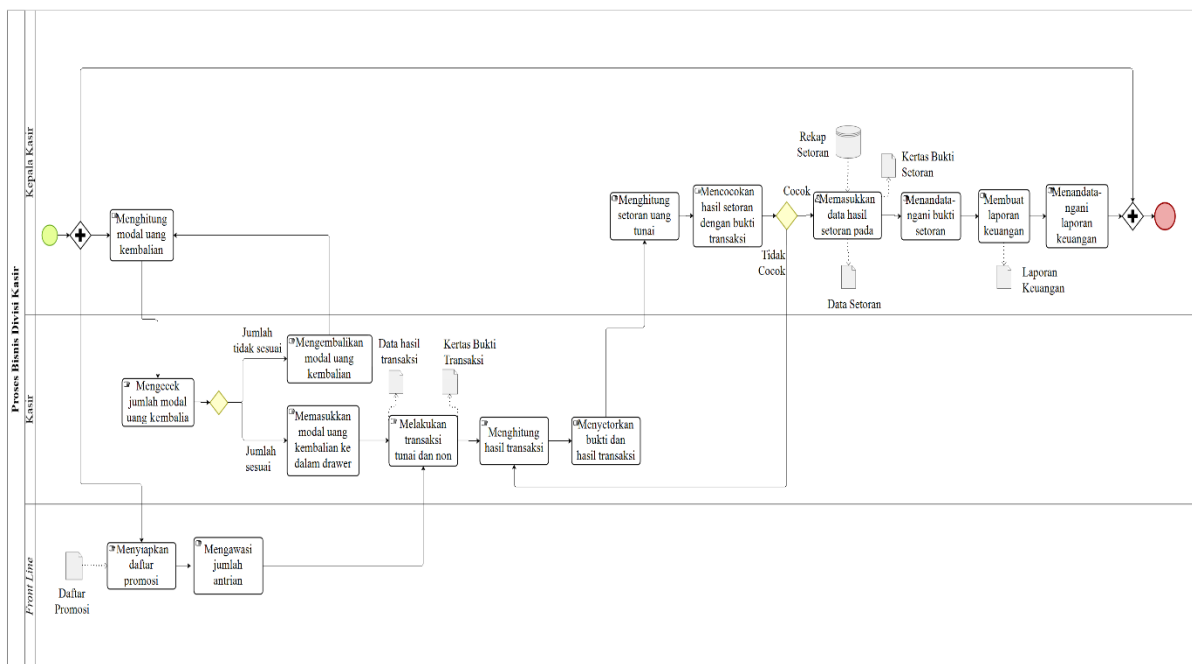 Proses Bisnis Divisi Kasir
Kepala Kasir
Menghitung
modal uang
kembalian
Menghitung
setoran uang
tunai
Mencocokan
hasil setoran
dengan bukti
transaksi
Cocok
Tidak
Cocok
Rekap
Setoran
Memasukkan
data hasil
setoran pada
Data Setoran
Kertas Bukti
Setoran
Menandata-
ngani bukti
setoran
Membuat
laporan
keuangan
Laporan
Keuangan
Menandata-
ngani laporan
keuangan
Kasir
Mengecek
jumlah modal
uang kembalia
Jumlah
tidak sesuai
Mengembalikan
modal uang
kembalian
Jumlah
sesuai
Memasukkan
modal uang
kembalian ke
dalam drawer
Data hasil
transaksi
Kertas Bukti
Transaksi
Melakukan
transaksi
tunai dan non
Menghitung
hasil transaksi
Menyetorkan
bukti dan
hasil transaksi
Front Line
Daftar
Promosi
Menyiapkan
daftar
promosi
Mengawasi
jumlah
antrian